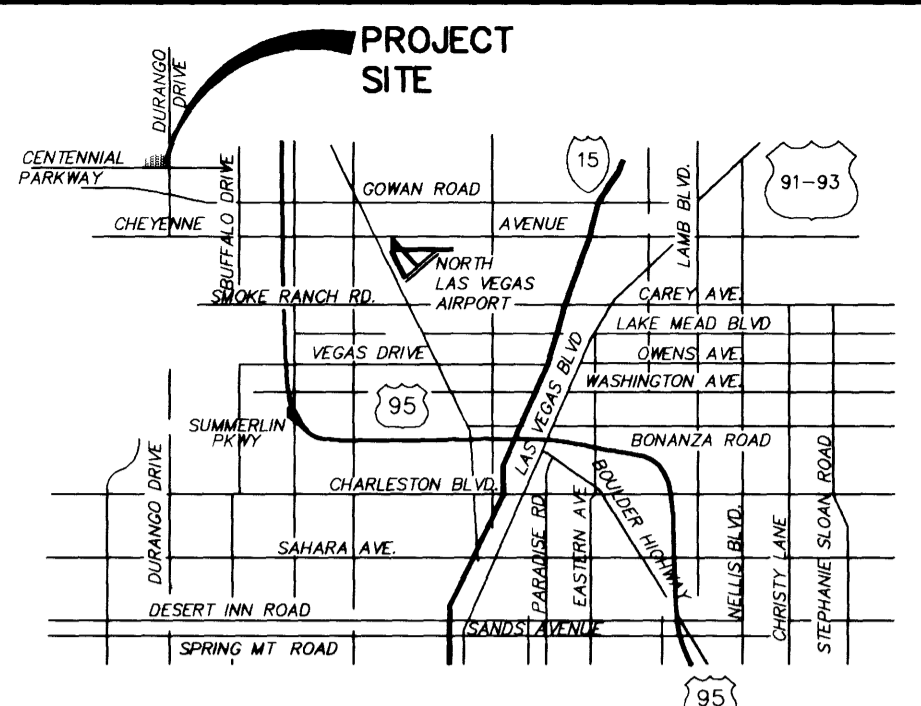 PROJECT
SITE
DURANGO
DRIVE
CENTENNIAL
PARKWAY
BUFFALO DRIVE
15
LAMB BLVD.
91-93
GOWAN ROAD
CHEYENNE
AVENUE
NORTH
LAS VEGAS
AIRPORT
SMOKE RANCH RD.
CAREY AVE.
LAKE MEAD BLVD
VEGAS DRIVE
OWENS AVE.
WASHINGTON AVE.
95
LAS VEGAS BLVD
SUMMERLIN
PKWY
BONANZA ROAD
DURANGO DRIVE
CHARLESTON BLVD.
BOULDER HIGHWAY
PARADISE RD.
EASTERN AVE.
NELLIS BLVD.
CHRISTY LANE
STEPHANIE SLOAN ROAD
SAHARA AVE.
DESERT INN ROAD
SANDS AVENUE
SPRING MT ROAD
95